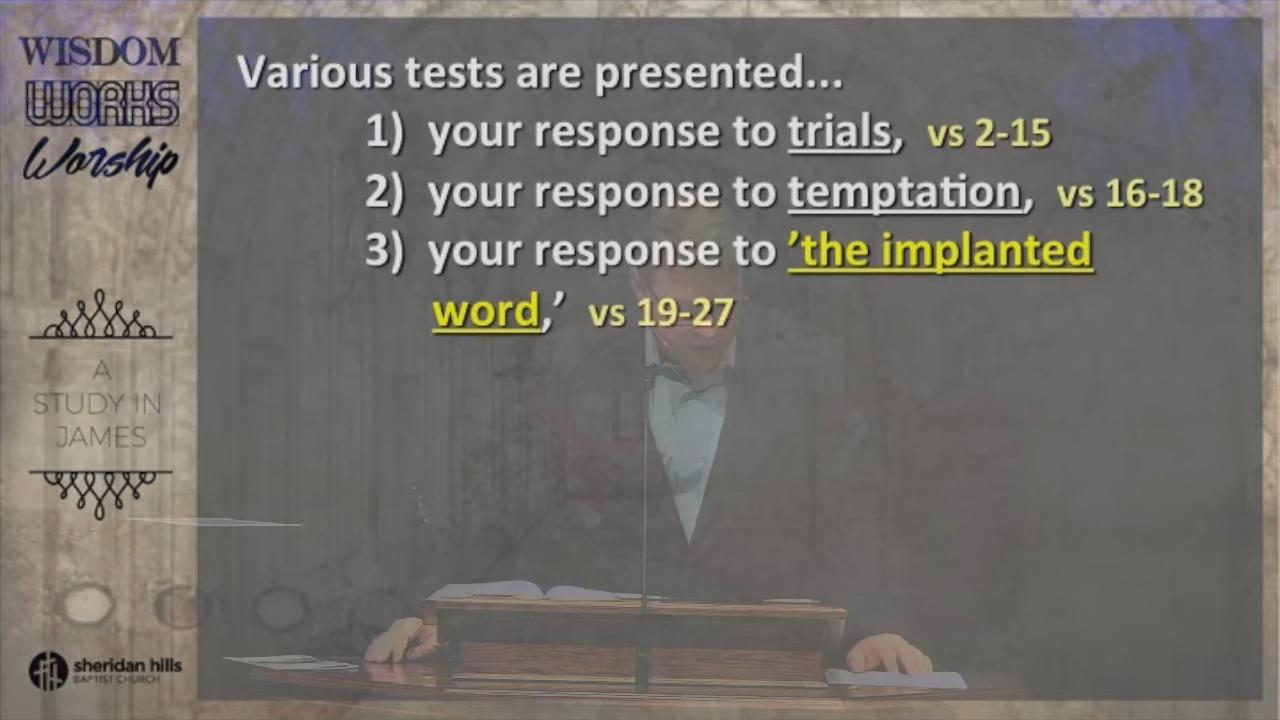 WISDOM
WORKS
Worship
A
STUDY IN
JAMES
sheridan hills
BAPTIST CHURCH
Various tests are presented...
1) your response to trials, vs 2-15
2) your response to temptation, vs 16-18
3) your response to ’the implanted
word,’ vs 19-27